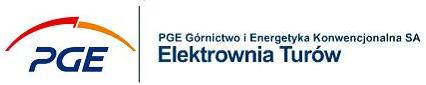 PGE
PGE Górnictwo i Energetyka Konwencjonalna SA
Elektrownia Turów